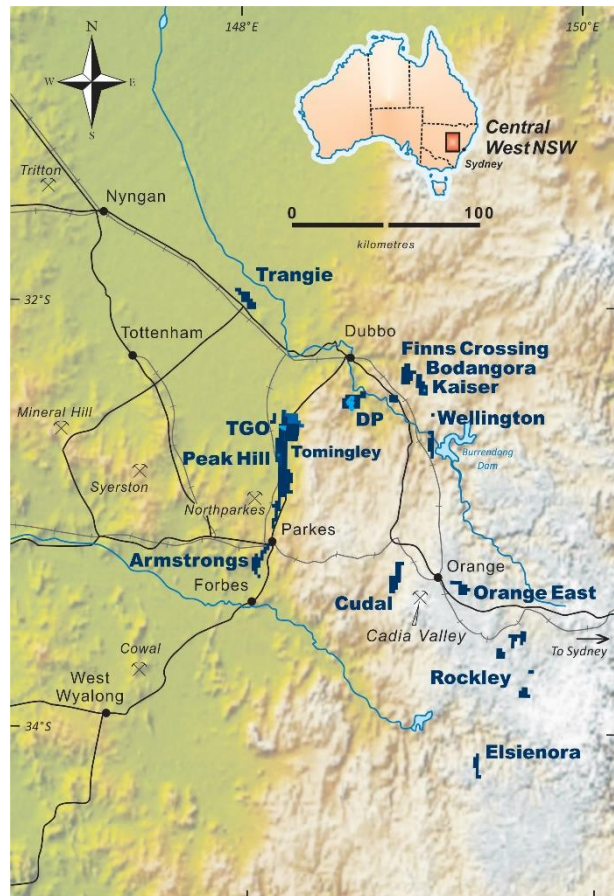 148°E
150°E
N
W
E
S
Central
West NSW
Sydney
0
100
kilometres
Tritton
Nyngan
Trangie
32°S
Tottenham
Dubbo
Finns Crossing
Bodangora
Kaiser
DP
Mineral Hill
TGO
Wellington
Peak Hill
Tomingley
Burrendong
Dam
Syerston
Northparkes
Parkes
Armstrongs
Orange
Forbes
Orange East
Cudal
Cadia Valley
To Sydney
Cowal
West
Wyalong
Rockley
34°S
Elsienora